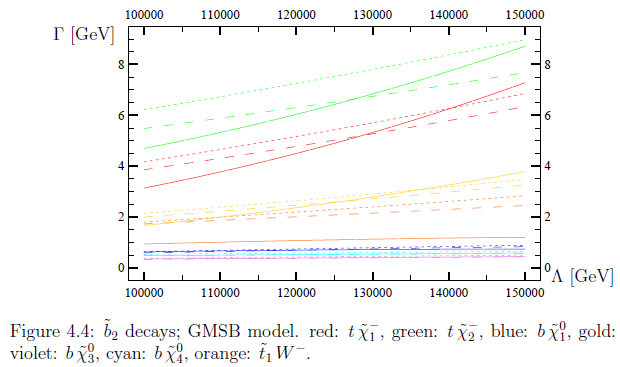 100000 110000 120000 130000 140000 150000
Γ [GeV]
8 8
6 6
4 4
2 2
0 0
Λ [GeV]
100000 110000 120000 130000 140000 150000
Figure 4.4: b̃₂ decays; GMSB model. red: t χ̃₁⁻, green: t χ̃₂⁻, blue: b χ̃₁⁰, gold:
violet: b χ̃₃⁰, cyan: b χ̃₄⁰, orange: t̃₁ W⁻.